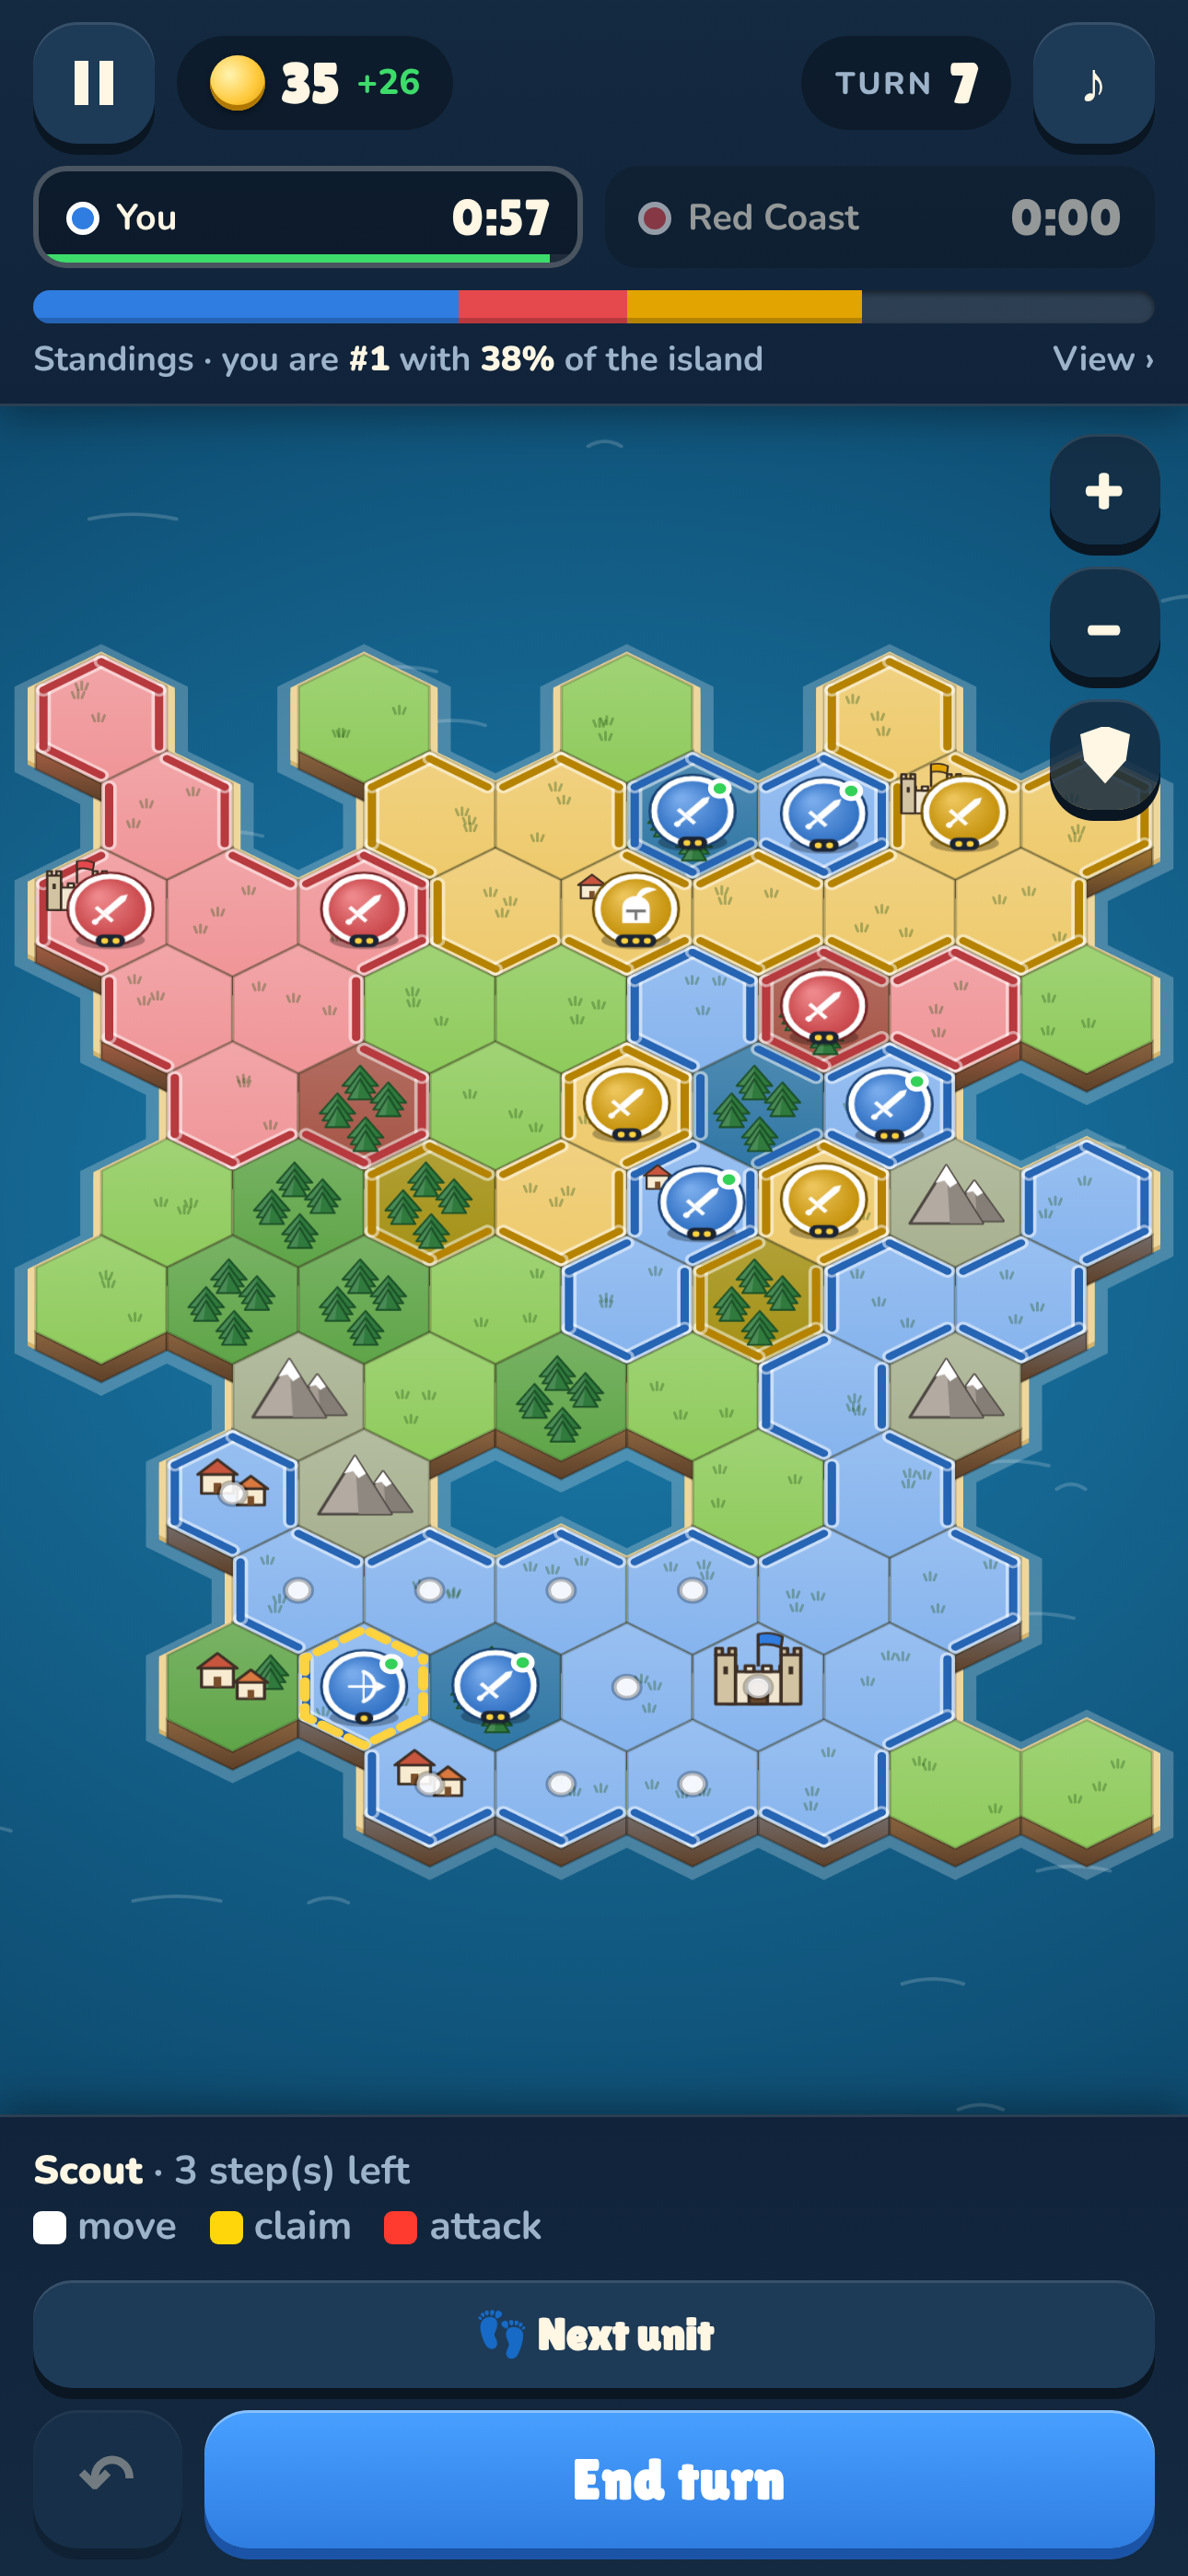 35 +26
TURN 7
You 0:57
Red Coast 0:00
Standings · you are #1 with 38% of the island
View ›
Scout · 3 step(s) left
move claim attack
Next unit
End turn